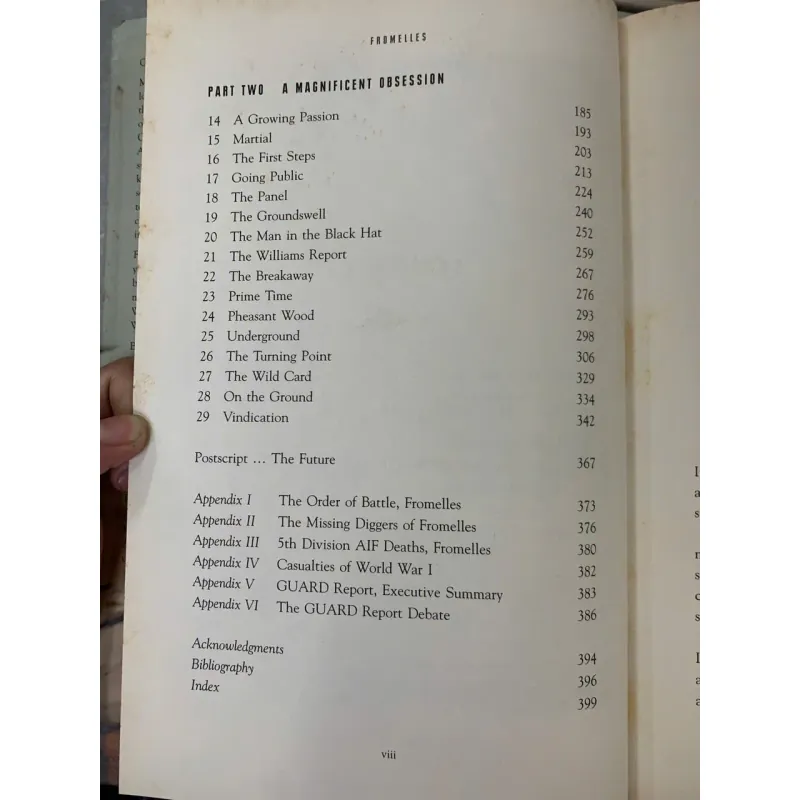 FROMELLES
PART TWO A MAGNIFICENT OBSESSION
14 A Growing Passion 185
15 Martial 193
16 The First Steps 203
17 Going Public 213
18 The Panel 224
19 The Groundswell 240
20 The Man in the Black Hat 252
21 The Williams Report 259
22 The Breakaway 267
23 Prime Time 276
24 Pheasant Wood 293
25 Underground 298
26 The Turning Point 306
27 The Wild Card 329
28 On the Ground 334
29 Vindication 342
Postscript … The Future 367
Appendix I The Order of Battle, Fromelles 373
Appendix II The Missing Diggers of Fromelles 376
Appendix III 5th Division AIF Deaths, Fromelles 380
Appendix IV Casualties of World War I 382
Appendix V GUARD Report, Executive Summary 383
Appendix VI The GUARD Report Debate 386
Acknowledgments 394
Bibliography 396
Index 399
viii